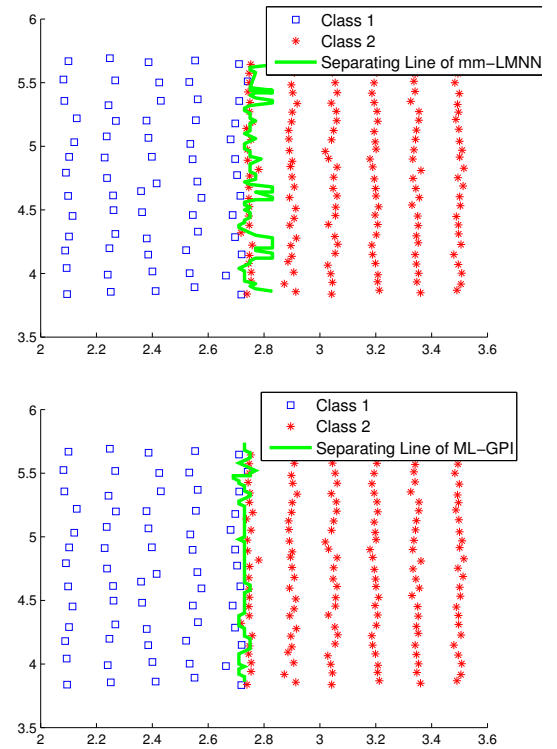 Class 1
Class 2
Separating Line of mm-LMNN
6
5.5
5
4.5
4
3.5
2 2.2 2.4 2.6 2.8 3 3.2 3.4 3.6
Class 1
Class 2
Separating Line of ML-GPI
6
5.5
5
4.5
4
3.5
2 2.2 2.4 2.6 2.8 3 3.2 3.4 3.6